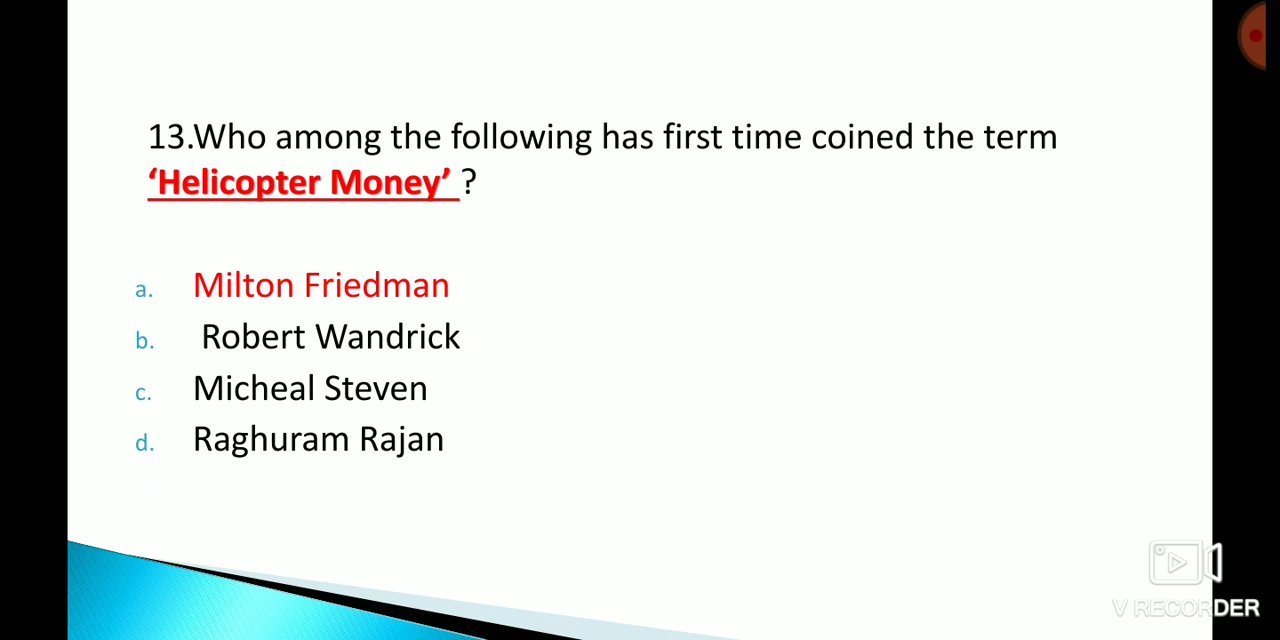 13.Who among the following has first time coined the term
‘Helicopter Money’ ?
a. Milton Friedman
b. Robert Wandrick
c. Micheal Steven
d. Raghuram Rajan
V RECORDER